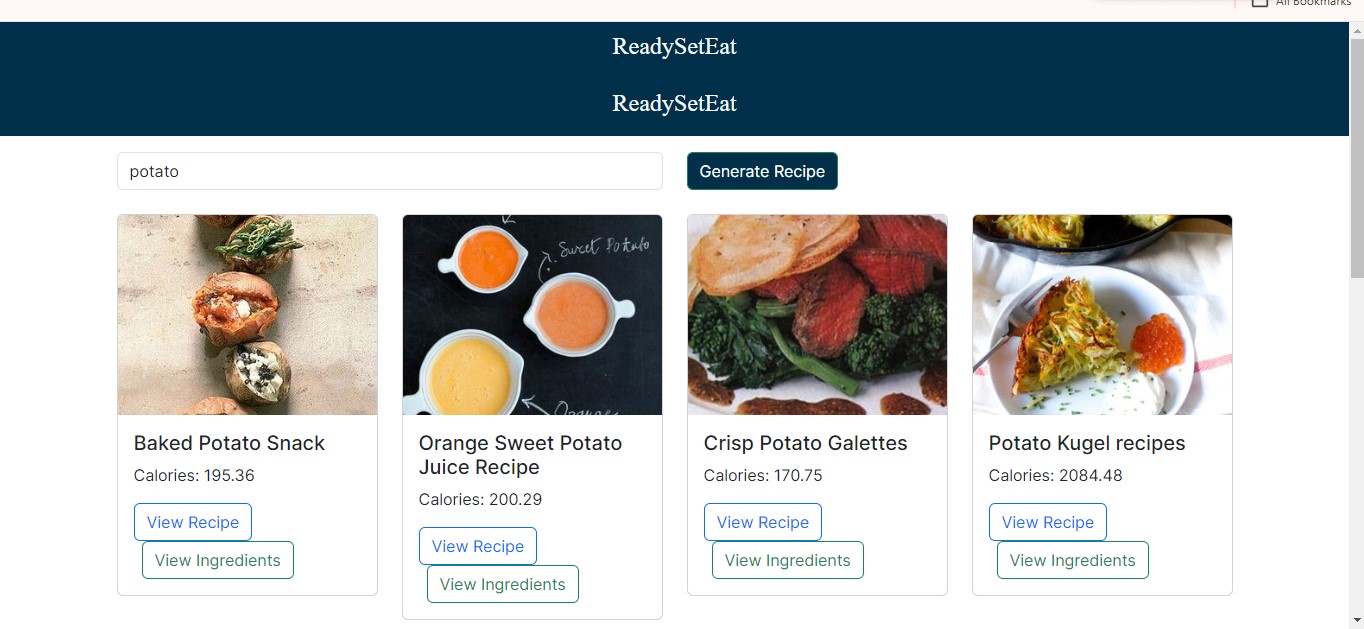 All Bookmarks
ReadySetEat
ReadySetEat
potato
Generate Recipe
Sweet Potato
Orange
Baked Potato Snack
Calories: 195.36
View Recipe
View Ingredients
Orange Sweet Potato
Juice Recipe
Calories: 200.29
View Recipe
View Ingredients
Crisp Potato Galettes
Calories: 170.75
View Recipe
View Ingredients
Potato Kugel recipes
Calories: 2084.48
View Recipe
View Ingredients